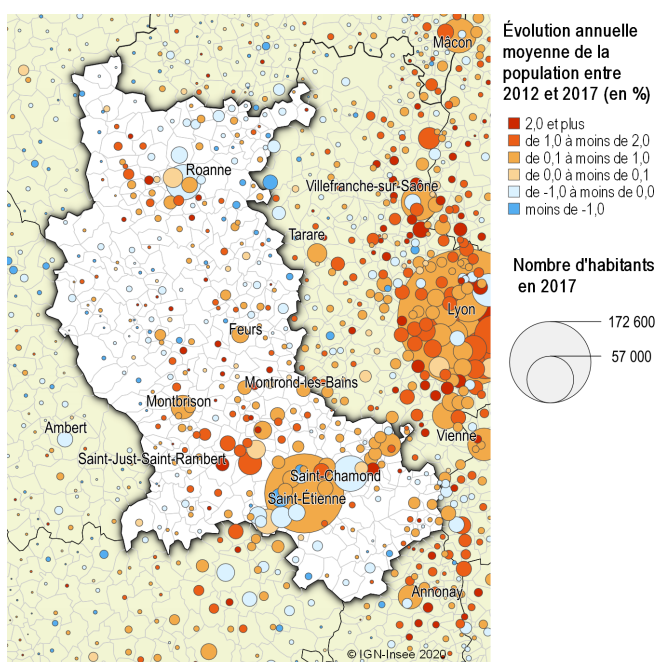 Évolution annuelle
moyenne de la
population entre
2012 et 2017 (en %)
2,0 et plus
de 1,0 à moins de 2,0
de 0,1 à moins de 1,0
de 0,0 à moins de 0,1
de -1,0 à moins de 0,0
moins de -1,0
Nombre d'habitants
en 2017
172 600
57 000
Mâcon
Roanne
Villefranche-sur-Saône
Tarare
Lyon
Feurs
Montrond-les-Bains
Montbrison
Ambert
Vienne
Saint-Just-Saint-Rambert
Saint-Chamond
Saint-Étienne
Annonay
© IGN-Insee 2020